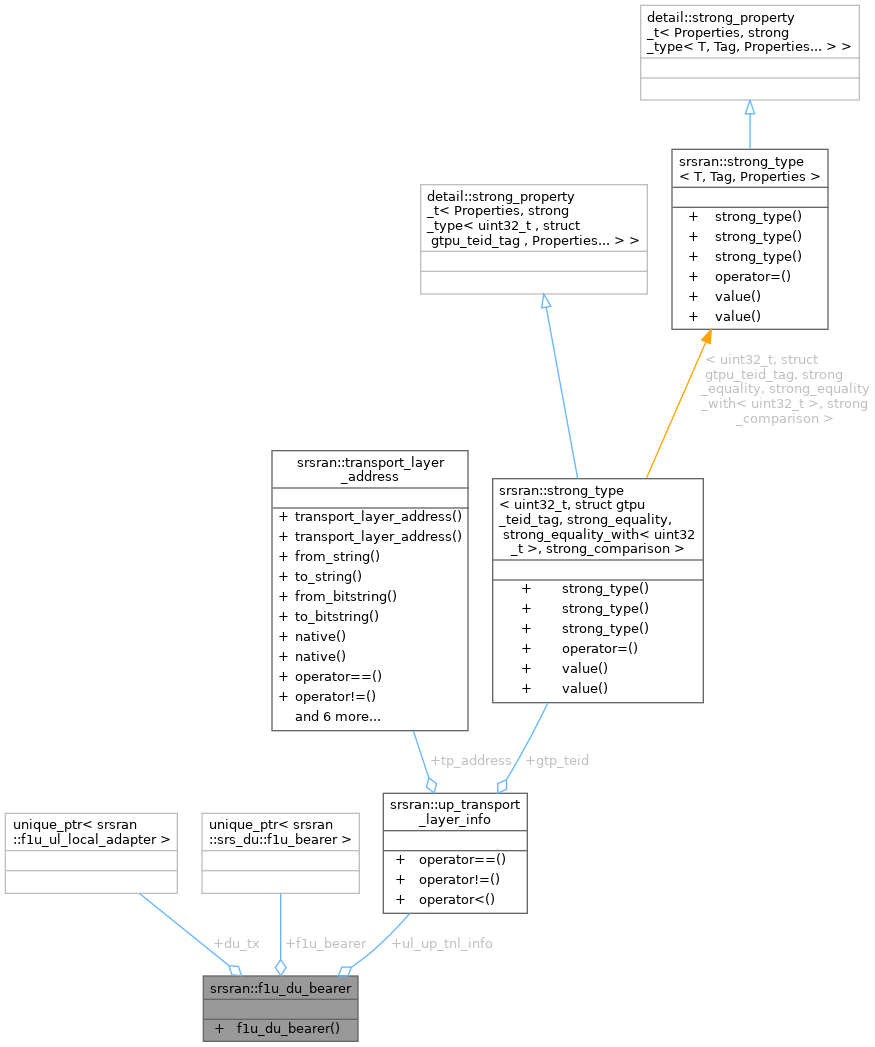 detail::strong_property
_t< Properties, strong
_type< T, Tag, Properties... > >
srsran::strong_type
< T, Tag, Properties >
+ strong_type()
+ strong_type()
+ strong_type()
+ operator=()
+ value()
+ value()
detail::strong_property
_t< Properties, strong
_type< uint32_t , struct
gtpu_teid_tag , Properties... > >
< uint32_t, struct
gtpu_teid_tag, strong
_equality, strong_equality
_with< uint32_t >, strong
_comparison >
srsran::transport_layer
_address
+ transport_layer_address()
+ transport_layer_address()
+ from_string()
+ to_string()
+ from_bitstring()
+ to_bitstring()
+ native()
+ native()
+ operator==()
+ operator!=()
and 6 more...
srsran::strong_type
< uint32_t, struct gtpu
_teid_tag, strong_equality,
strong_equality_with< uint32
_t >, strong_comparison >
+ strong_type()
+ strong_type()
+ strong_type()
+ operator=()
+ value()
+ value()
+tp_address
+gtp_teid
srsran::up_transport
_layer_info
+ operator==()
+ operator!=()
+ operator<()
unique_ptr< srsran
::f1u_ul_local_adapter >
unique_ptr< srsran
::srs_du::f1u_bearer >
+du_tx
+f1u_bearer
+ul_up_tnl_info
srsran::f1u_du_bearer
+ f1u_du_bearer()